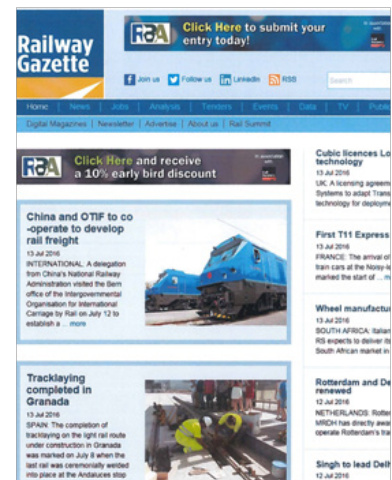 Railway
Gazette
FRA
Click Here to submit your
entry today!
Join us
Follow us
LinkedIn
RSS
Search
Home | News | Jobs | Analysis | Tenders | Events | Data | TV |
Digital Magazines | Newsletter | Advertise | About us | Rail Summit
FRA
Click Here and receive
a 10% early bird discount
China and OTIF to co
-operate to develop
rail freight
13 Jul 2016
INTERNATIONAL: A delegation
from China's National Railway
Administration visited the Bern
office of the Intergovernmental
Organisation for International
Carriage by Rail on July 12 to
establish a ... more
Tracklaying
completed in
Granada
13 Jul 2016
SPAIN: The completion of
tracklaying on the light rail route
under construction in Granada
was marked on July 8 when the
last rail was ceremonially welded
into place at the Andaluces stop
Cubic licences Lo
technology
13 Jul 2016
UK: A licensing agreem
Systems to adapt Trans
technology for deployme
First T11 Express
13 Jul 2016
FRANCE: The arrival of
train cars at the Noisy-le
marked the start of ... m
Wheel manufactur
13 Jul 2016
SOUTH AFRICA: Italian
RS expects to deliver its
South African market in
Rotterdam and De
renewed
12 Jul 2016
NETHERLANDS: Rotter
MRDH has directly awar
operate Rotterdam's tra
Singh to lead Delh
12 Jul 2016